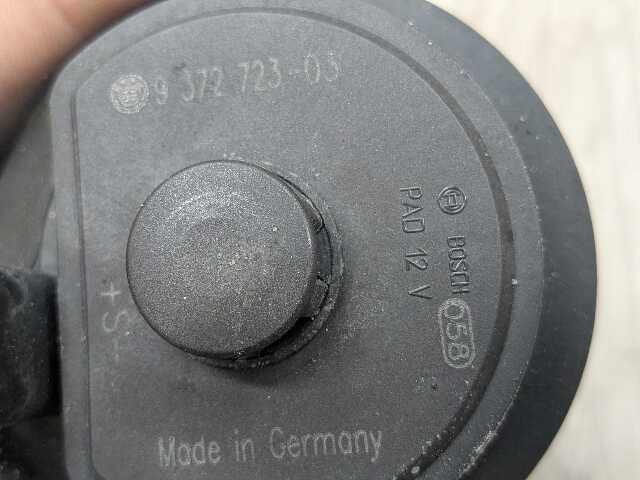 9 372 723-03
BOSCH 058
PAD 12 V
+S-
Made in Germany